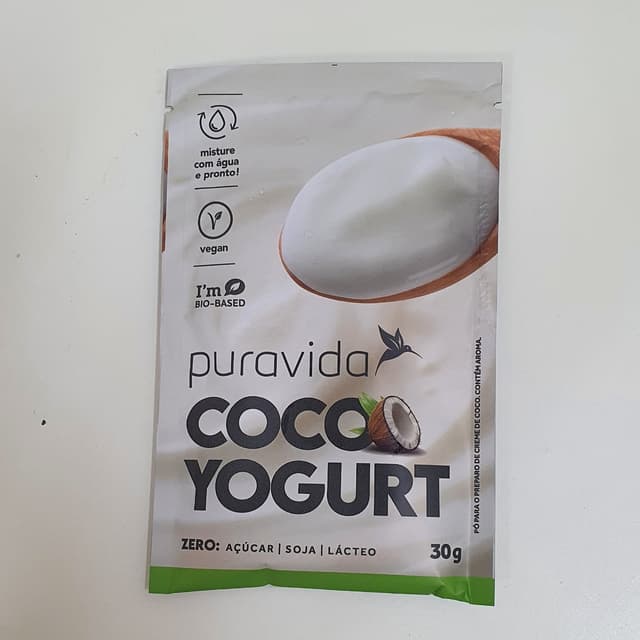 misture
com água
e pronto!
vegan
I'm
BIO-BASED
puravida
COCO
YOGURT
ZERO: AÇÚCAR | SOJA | LÁCTEO
30g
PÓ PARA O PREPARO DE CREME DE COCO. CONTÉM AROMA.